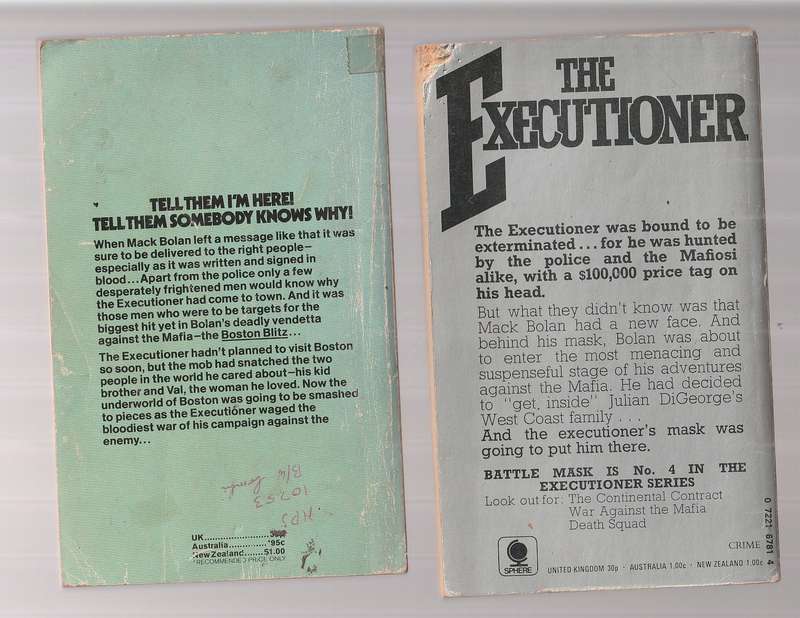 TELL THEM I'M HERE!
TELL THEM SOMEBODY KNOWS WHY!
When Mack Bolan left a message like that it was
sure to be delivered to the right people—
especially as it was written and signed in
blood...Apart from the police only a few
desperately frightened men would know why
the Executioner had come to town. And it was
those men who were to be targets for the
biggest hit yet in Bolan's deadly vendetta
against the Mafia—the Boston Blitz...
The Executioner hadn't planned to visit Boston
so soon, but the mob had snatched the two
people in the world he cared about—his kid
brother and Val, the woman he loved. Now the
underworld of Boston was going to be smashed
to pieces as the Executioner waged the
bloodiest war of his campaign against the
enemy...
B/4
10253
HPS
UK
Australia 95c
New Zealand $1.00
*RECOMMENDED PRICE ONLY
THE
EXECUTIONER
The Executioner was bound to be
exterminated...for he was hunted
by the police and the Mafiosi
alike, with a $100,000 price tag on
his head.
But what they didn't know was that
Mack Bolan had a new face. And
behind his mask, Bolan was about
to enter the most menacing and
suspenseful stage of his adventures
against the Mafia. He had decided
to "get inside" Julian DiGeorge's
West Coast family . . .
And the executioner's mask was
going to put him there.
BATTLE MASK IS No. 4 IN THE
EXECUTIONER SERIES
Look out for: The Continental Contract
War Against the Mafia
Death Squad
CRIME
0 7221 6781 4
SPHERE
UNITED KINGDOM 30p · AUSTRALIA 1.00c · NEW ZEALAND 1.00c